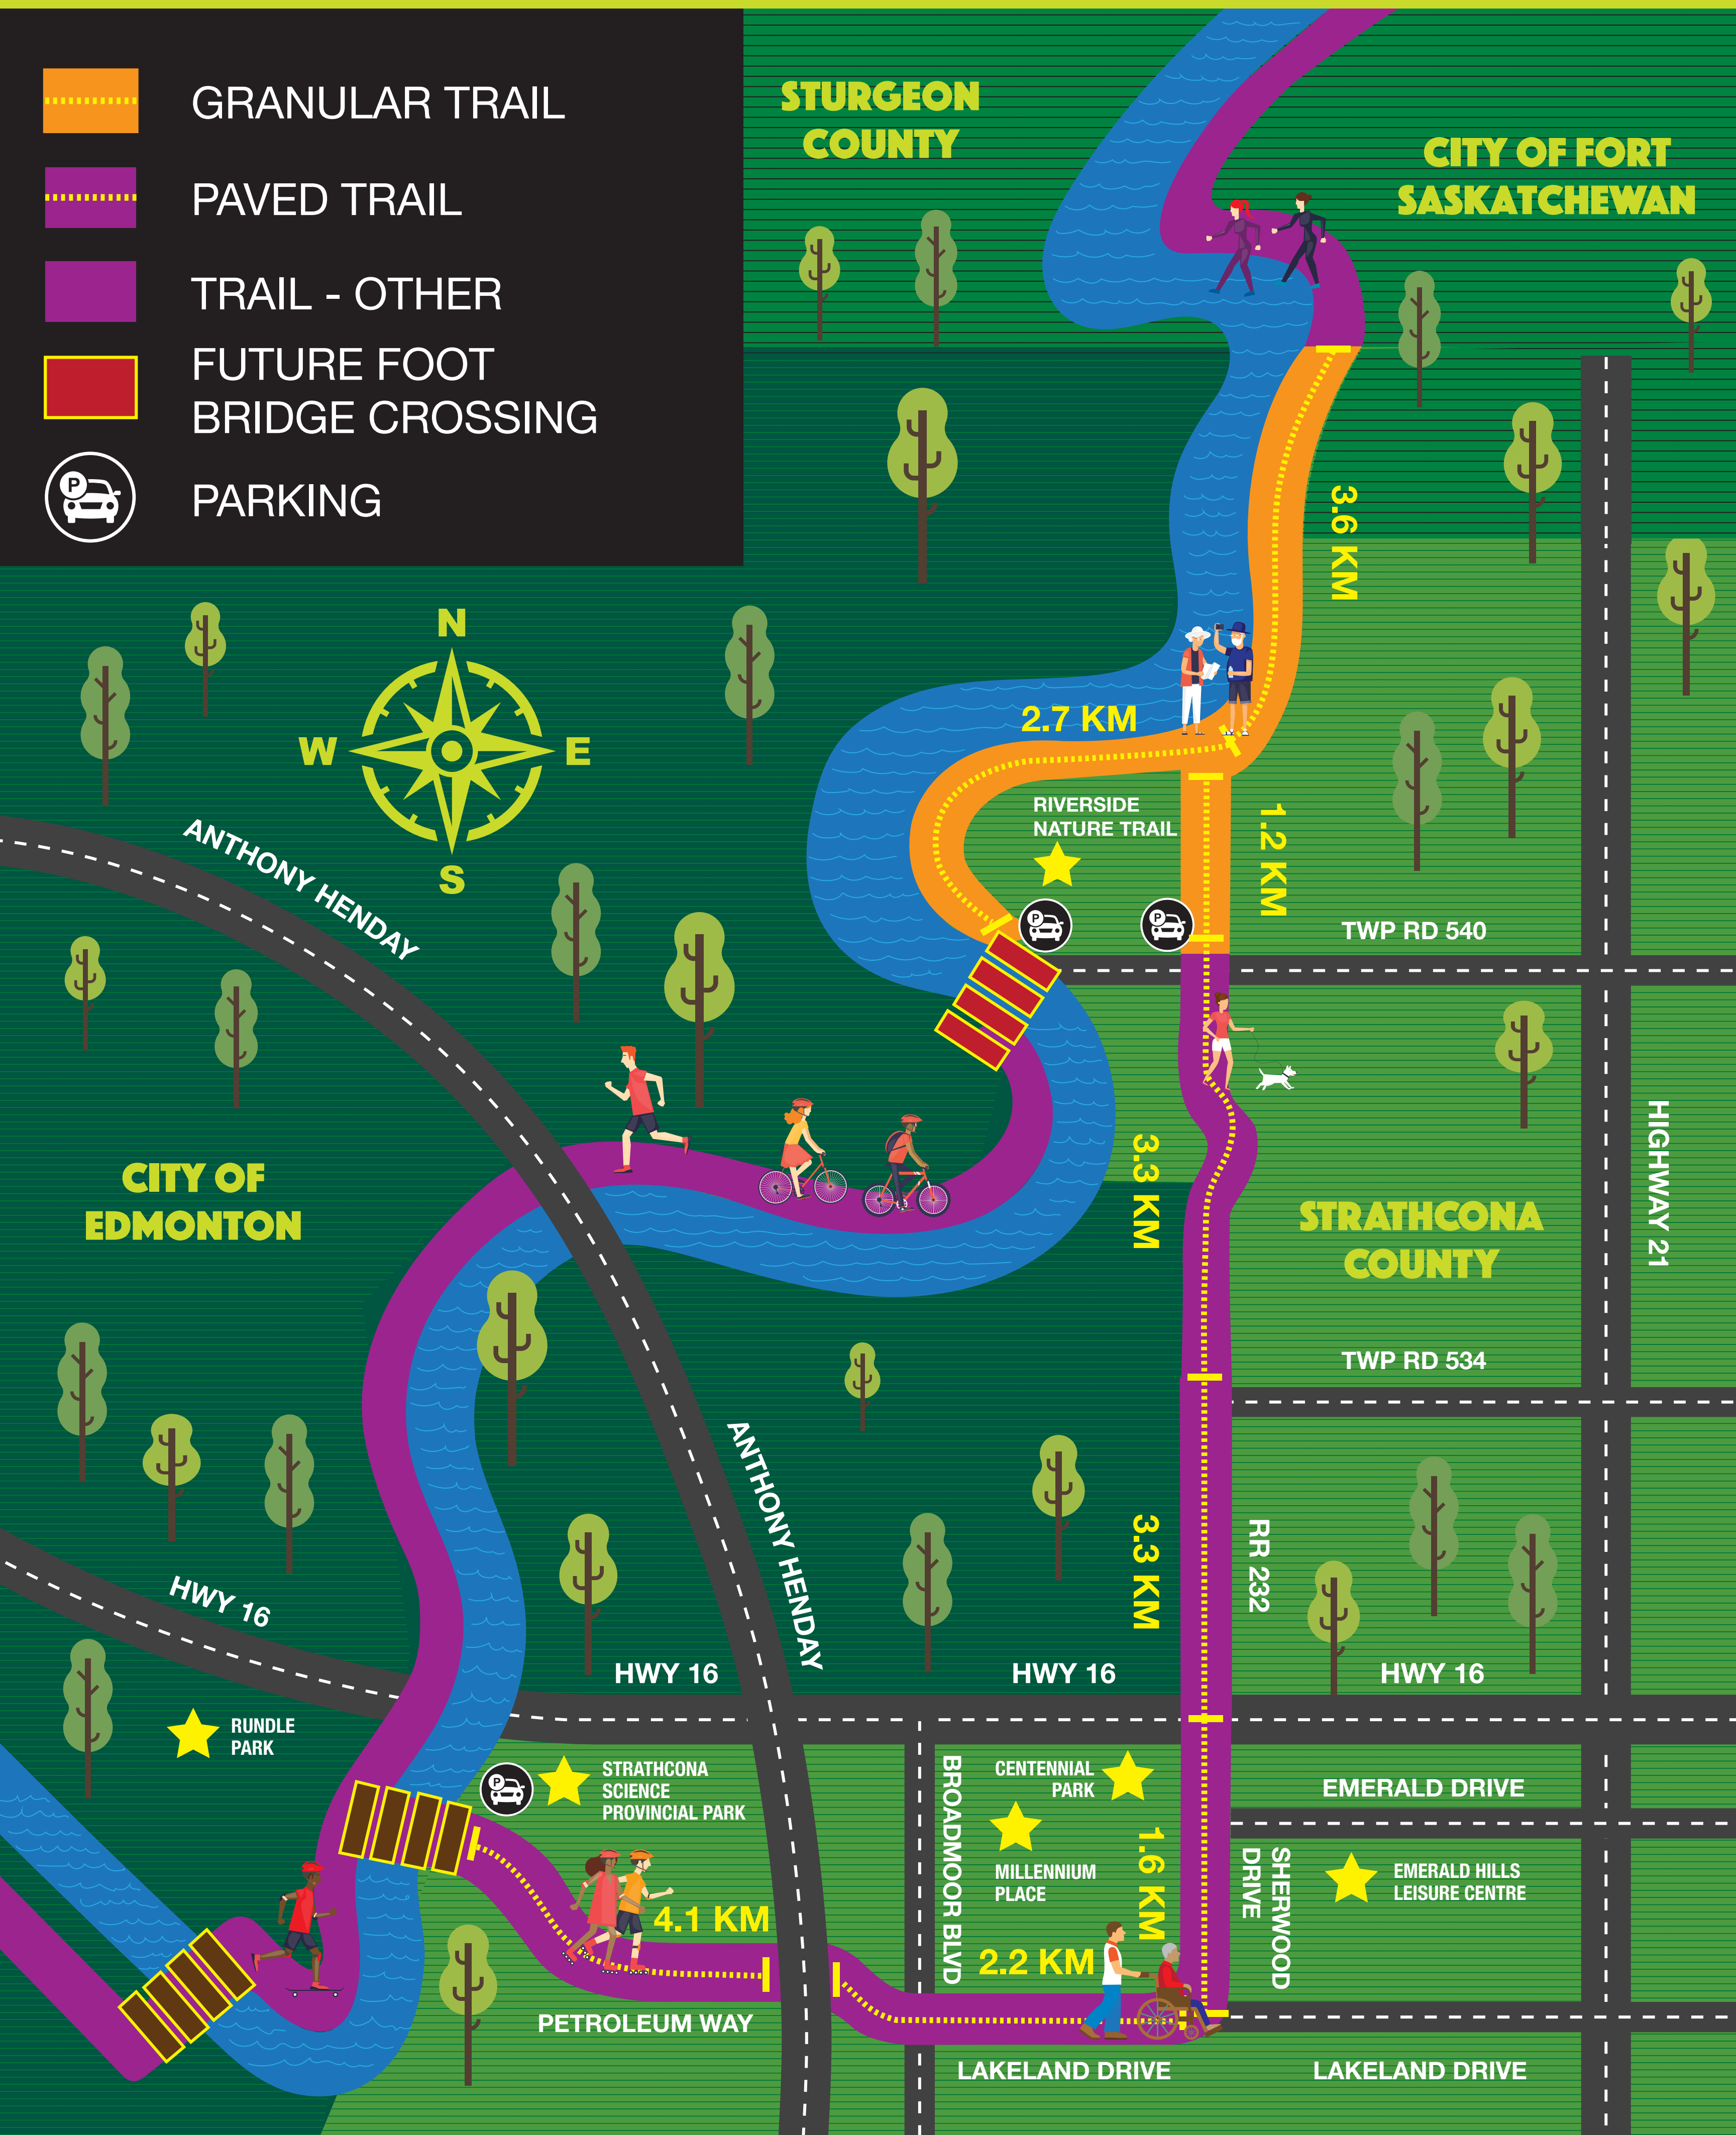 GRANULAR TRAIL
PAVED TRAIL
TRAIL - OTHER
FUTURE FOOT
BRIDGE CROSSING
P
PARKING
STURGEON
COUNTY
CITY OF FORT
SASKATCHEWAN
3.6 KM
N
W
E
S
2.7 KM
RIVERSIDE
NATURE TRAIL
1.2 KM
ANTHONY HENDAY
P
P
TWP RD 540
HIGHWAY 21
3.3 KM
CITY OF
EDMONTON
STRATHCONA
COUNTY
TWP RD 534
ANTHONY HENDAY
3.3 KM
RR 232
HWY 16
HWY 16
HWY 16
HWY 16
RUNDLE
PARK
P
STRATHCONA
SCIENCE
PROVINCIAL PARK
BROADMOOR BLVD
CENTENNIAL
PARK
MILLENNIUM
PLACE
1.6 KM
EMERALD DRIVE
SHERWOOD
DRIVE
EMERALD HILLS
LEISURE CENTRE
4.1 KM
2.2 KM
PETROLEUM WAY
LAKELAND DRIVE
LAKELAND DRIVE